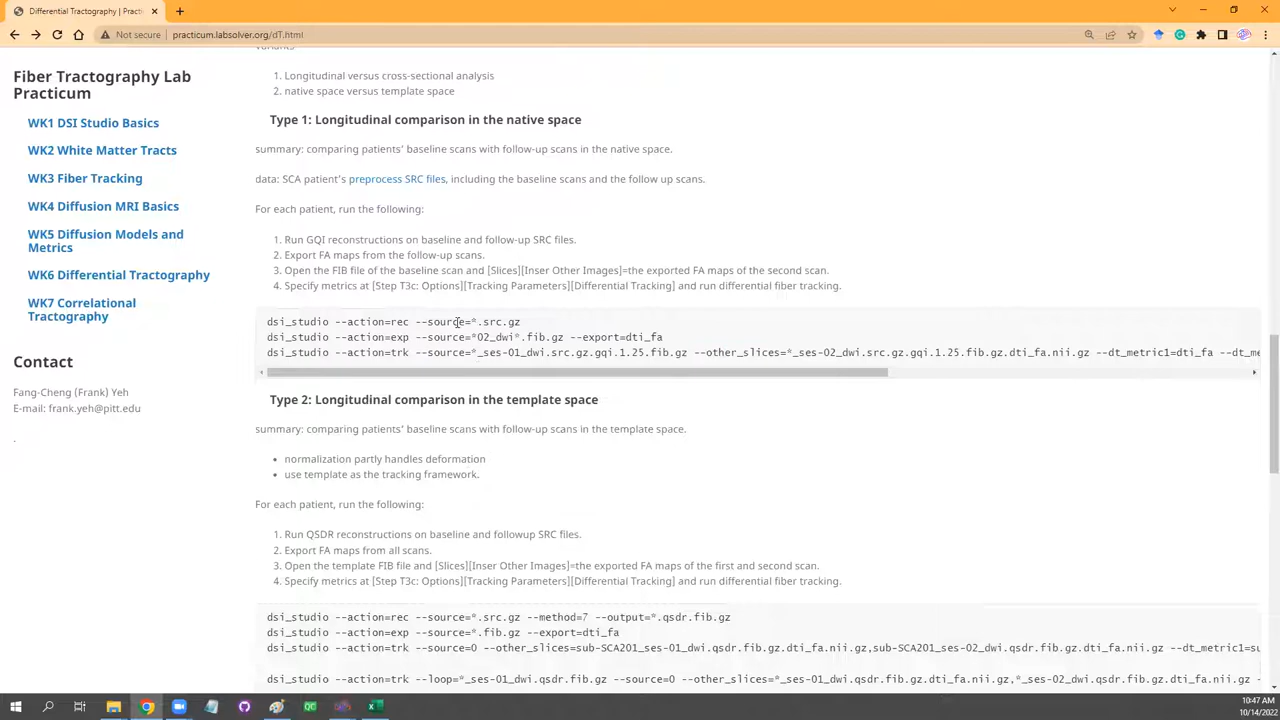 Differential Tractography | Practi
Not secure | practicum.labsolver.org/dT.html
Fiber Tractography Lab
Practicum
WK1 DSI Studio Basics
WK2 White Matter Tracts
WK3 Fiber Tracking
WK4 Diffusion MRI Basics
WK5 Diffusion Models and
Metrics
WK6 Differential Tractography
WK7 Correlational
Tractography
Contact
Fang-Cheng (Frank) Yeh
E-mail: frank.yeh@pitt.edu
.
variants
1. Longitudinal versus cross-sectional analysis
2. native space versus template space
Type 1: Longitudinal comparison in the native space
summary: comparing patients' baseline scans with follow-up scans in the native space.
data: SCA patient's preprocess SRC files, including the baseline scans and the follow up scans.
For each patient, run the following:
1. Run GQI reconstructions on baseline and follow-up SRC files.
2. Export FA maps from the follow-up scans.
3. Open the FIB file of the baseline scan and [Slices][Inser Other Images]=the exported FA maps of the second scan.
4. Specify metrics at [Step T3c: Options][Tracking Parameters][Differential Tracking] and run differential fiber tracking.
dsi_studio --action=rec --source=*.src.gz
dsi_studio --action=exp --source=*02_dwi*.fib.gz --export=dti_fa
dsi_studio --action=trk --source=*_ses-01_dwi.src.gz.gqi.1.25.fib.gz --other_slices=*_ses-02_dwi.src.gz.gqi.1.25.fib.gz.dti_fa.nii.gz --dt_metric1=dti_fa --dt_me
Type 2: Longitudinal comparison in the template space
summary: comparing patients' baseline scans with follow-up scans in the template space.
• normalization partly handles deformation
• use template as the tracking framework.
For each patient, run the following:
1. Run QSDR reconstructions on baseline and followup SRC files.
2. Export FA maps from all scans.
3. Open the template FIB file and [Slices][Inser Other Images]=the exported FA maps of the first and second scan.
4. Specify metrics at [Step T3c: Options][Tracking Parameters][Differential Tracking] and run differential fiber tracking.
dsi_studio --action=rec --source=*.src.gz --method=7 --output=*.qsdr.fib.gz
dsi_studio --action=exp --source=*.fib.gz --export=dti_fa
dsi_studio --action=trk --source=0 --other_slices=sub-SCA201_ses-01_dwi.qsdr.fib.gz.dti_fa.nii.gz,sub-SCA201_ses-02_dwi.qsdr.fib.gz.dti_fa.nii.gz --dt_metric1=su
dsi_studio --action=trk --loop=*_ses-01_dwi.qsdr.fib.gz --source=0 --other_slices=*_ses-01_dwi.qsdr.fib.gz.dti_fa.nii.gz,*_ses-02_dwi.qsdr.fib.gz.dti_fa.nii.gz -
10:47 AM
10/14/2022